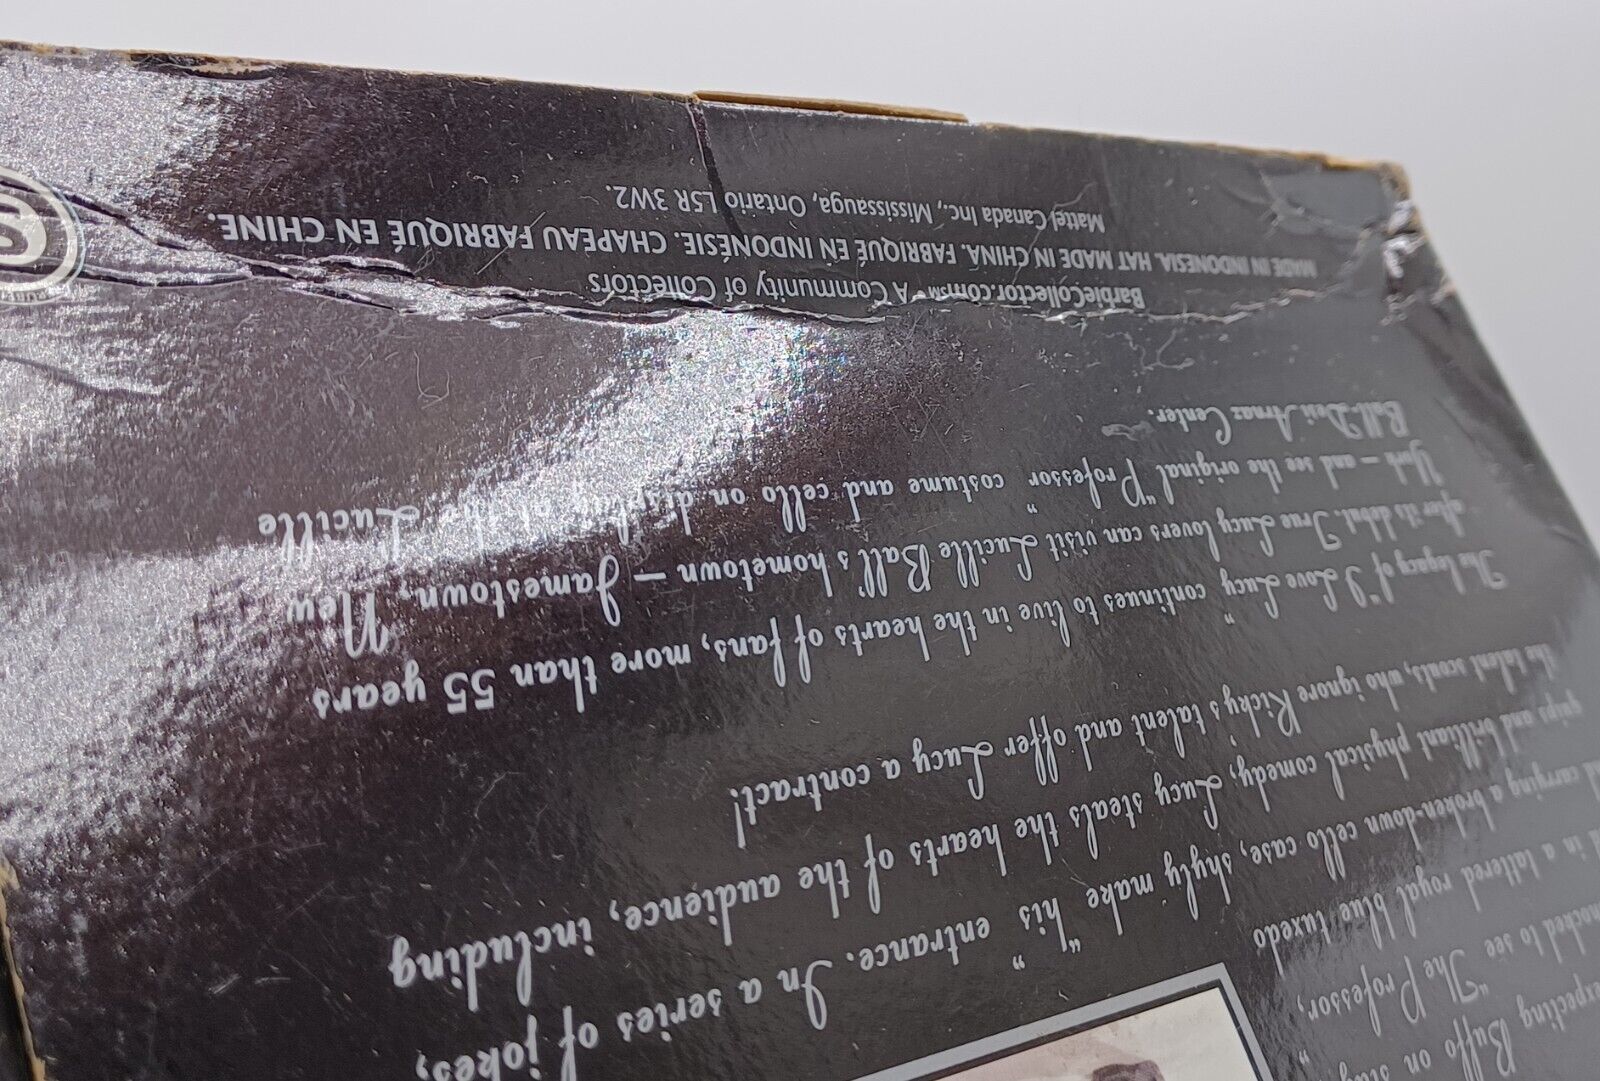 expecting Buffo on
to see "The Professor,"
in a tattered royal blue tuxedo
carrying a broken-down cello case, shyly make "his" entrance. In a series of jokes,
quips and brilliant physical comedy, Lucy steals the hearts of the audience, including
the talent scouts, who ignore Ricky's talent and offer Lucy a contract!
The legacy of "I Love Lucy" continues to live in the hearts of fans, more than 55 years
after its debut. True Lucy lovers can visit Lucille Ball's hometown – Jamestown, New
York – and see the original "Professor" costume and cello on display at the Lucille
Ball-Desi Arnaz Center.
BarbieCollector.com℠ A Community of Collectors
MADE IN INDONESIA. HAT MADE IN CHINA. FABRIQUÉ EN INDONÉSIE. CHAPEAU FABRIQUÉ EN CHINE.
Mattel Canada Inc., Mississauga, Ontario L5R 3W2.